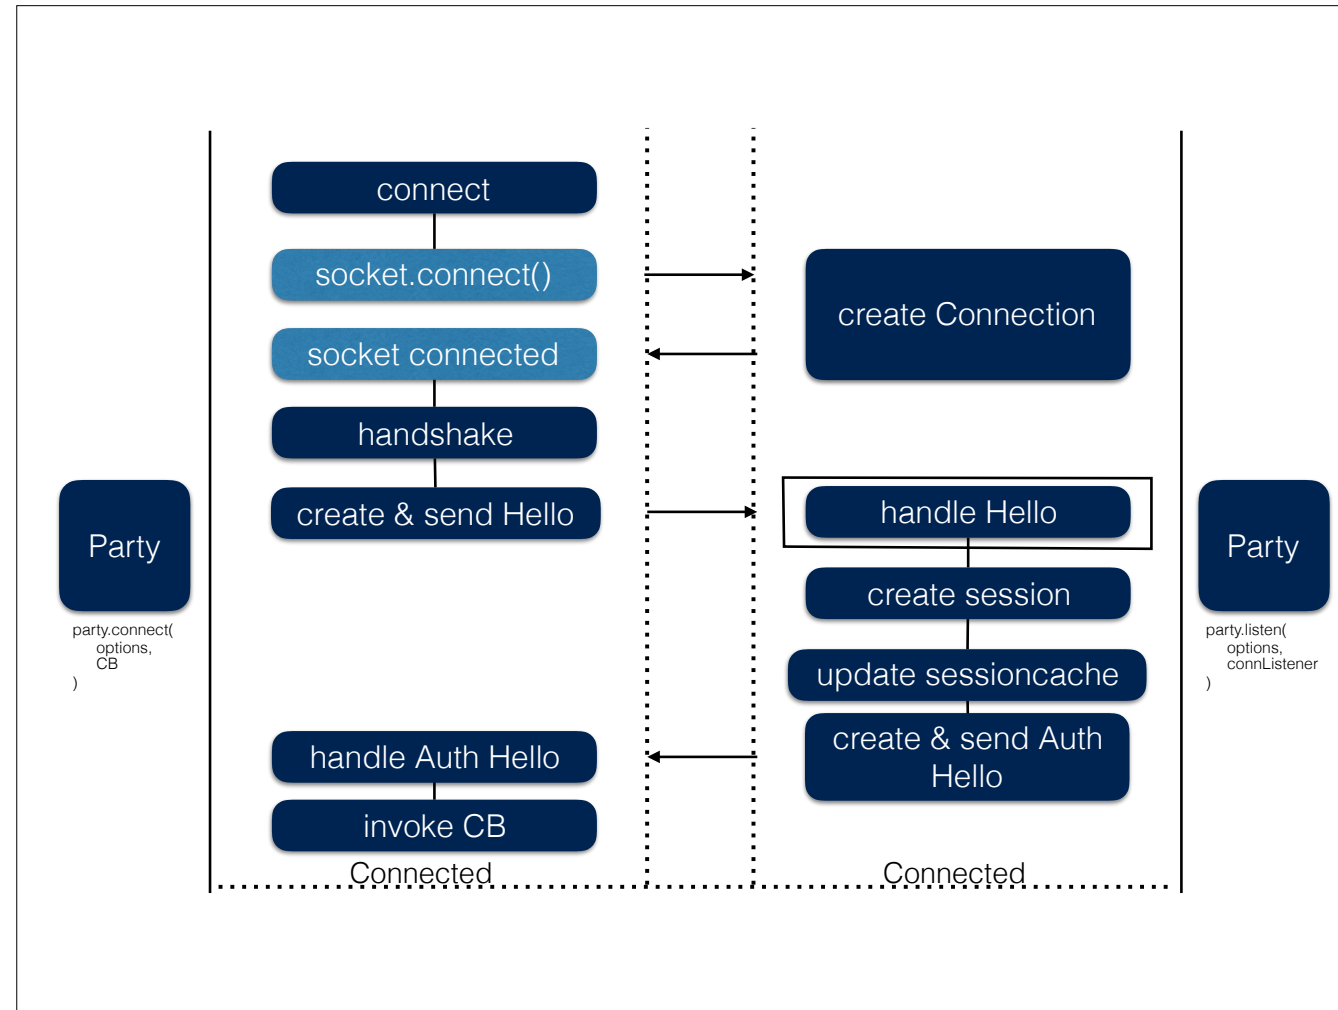 connect
socket.connect()
create Connection
socket connected
handshake
create & send Hello
handle Hello
Party
party.connect(
options,
CB
)
Party
party.listen(
options,
connListener
)
create session
update sessioncache
create & send Auth
Hello
handle Auth Hello
invoke CB
Connected
Connected